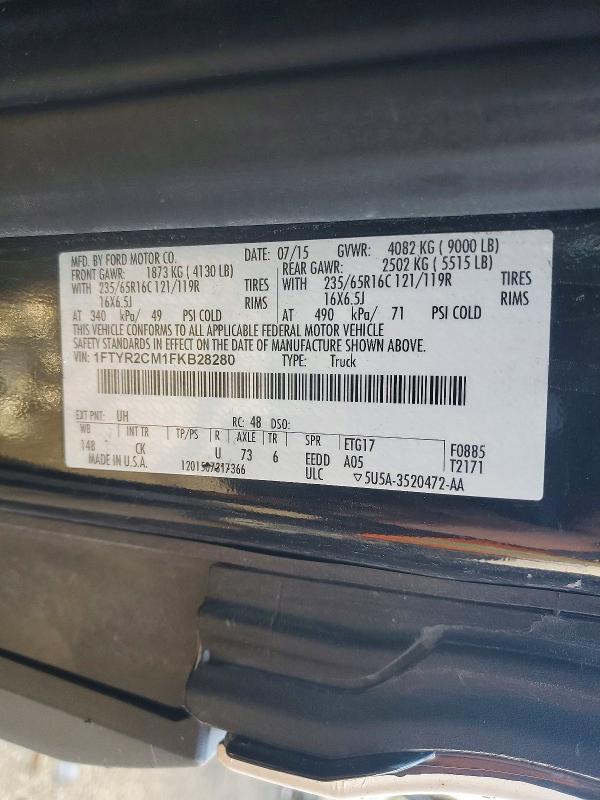 MFD. BY FORD MOTOR CO. DATE: 07/15 GVWR: 4082 KG ( 9000 LB)
FRONT GAWR: 1873 KG ( 4130 LB) REAR GAWR: 2502 KG ( 5515 LB)
WITH 235/65R16C 121/119R TIRES WITH 235/65R16C 121/119R TIRES
16X6.5J RIMS 16X6.5J RIMS
AT 340 kPa/ 49 PSI COLD AT 490 kPa/ 71 PSI COLD
THIS VEHICLE CONFORMS TO ALL APPLICABLE FEDERAL MOTOR VEHICLE
SAFETY STANDARDS IN EFFECT ON THE DATE OF MANUFACTURE SHOWN ABOVE.
VIN: 1FTYR2CM1FKB28280 TYPE: Truck
EXT PNT: UH RC: 48 DSO:
WB INT TR TP/PS R AXLE TR SPR ETG17 F0885
148 CK U 73 6 EEDD A05 T2171
MADE IN U.S.A. ULC ▽5U5A-3520472-AA